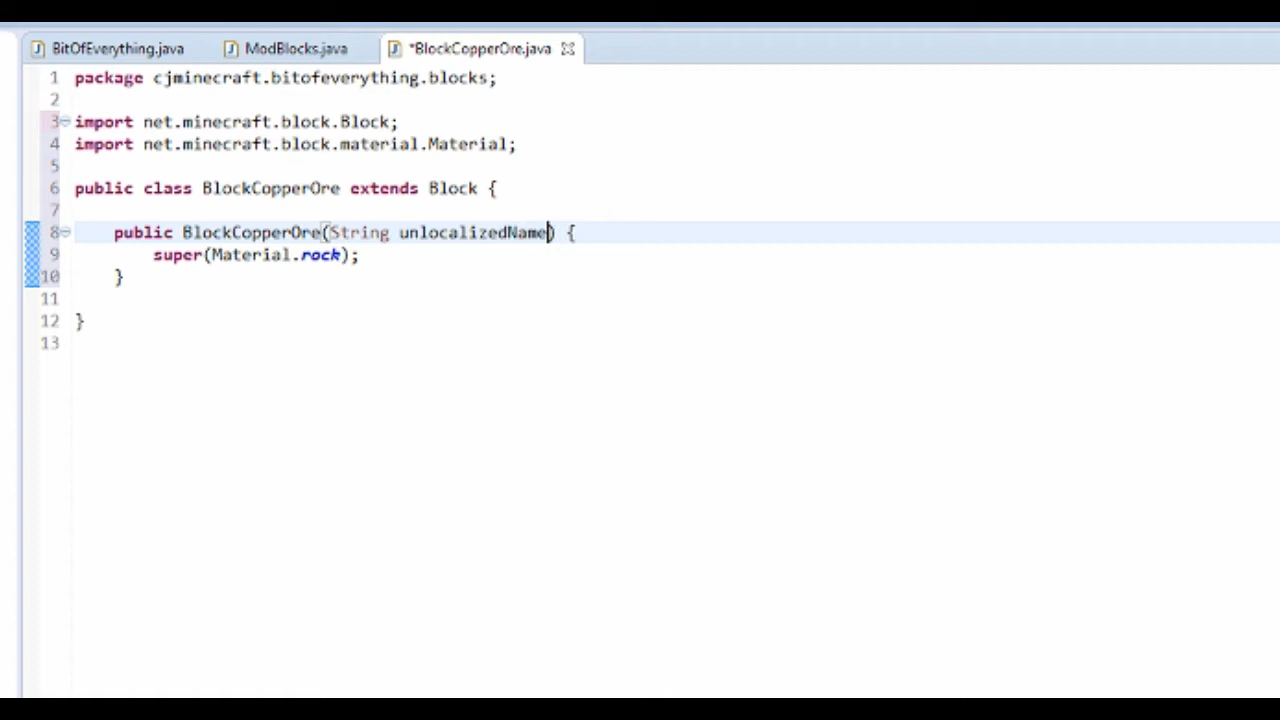 BitOfEverything.java ModBlocks.java *BlockCopperOre.java
1 package cjminecraft.bitofeverything.blocks;
2
3 import net.minecraft.block.Block;
4 import net.minecraft.block.material.Material;
5
6 public class BlockCopperOre extends Block {
7
8 public BlockCopperOre(String unlocalizedName) {
9 super(Material.rock);
10 }
11
12 }
13